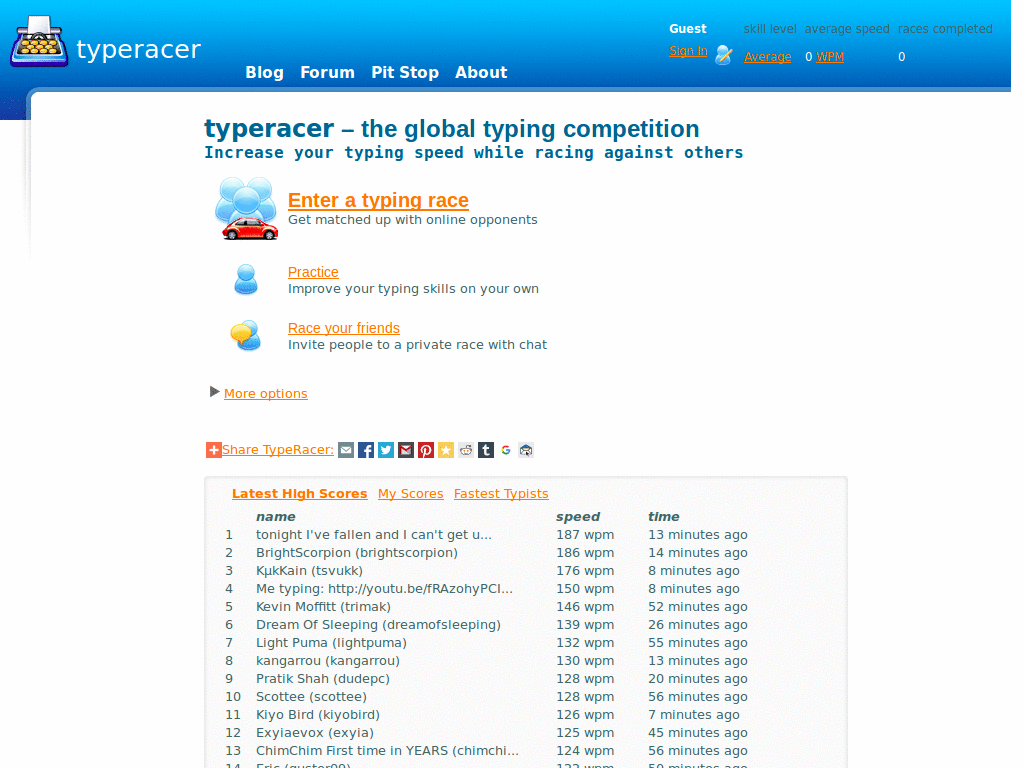 typeracer
Guest skill level average speed races completed
Sign In Average 0 WPM 0
Blog Forum Pit Stop About
typeracer – the global typing competition
Increase your typing speed while racing against others
Enter a typing race
Get matched up with online opponents
Practice
Improve your typing skills on your own
Race your friends
Invite people to a private race with chat
More options
Share TypeRacer:
Latest High Scores My Scores Fastest Typists
name speed time
1 tonight I've fallen and I can't get u... 187 wpm 13 minutes ago
2 BrightScorpion (brightscorpion) 186 wpm 14 minutes ago
3 KµkKain (tsvukk) 176 wpm 8 minutes ago
4 Me typing: http://youtu.be/fRAzohyPCI... 150 wpm 8 minutes ago
5 Kevin Moffitt (trimak) 146 wpm 52 minutes ago
6 Dream Of Sleeping (dreamofsleeping) 139 wpm 26 minutes ago
7 Light Puma (lightpuma) 132 wpm 55 minutes ago
8 kangarrou (kangarrou) 130 wpm 13 minutes ago
9 Pratik Shah (dudepc) 128 wpm 20 minutes ago
10 Scottee (scottee) 128 wpm 56 minutes ago
11 Kiyo Bird (kiyobird) 126 wpm 7 minutes ago
12 Exyiaevox (exyia) 125 wpm 45 minutes ago
13 ChimChim First time in YEARS (chimchi... 124 wpm 56 minutes ago